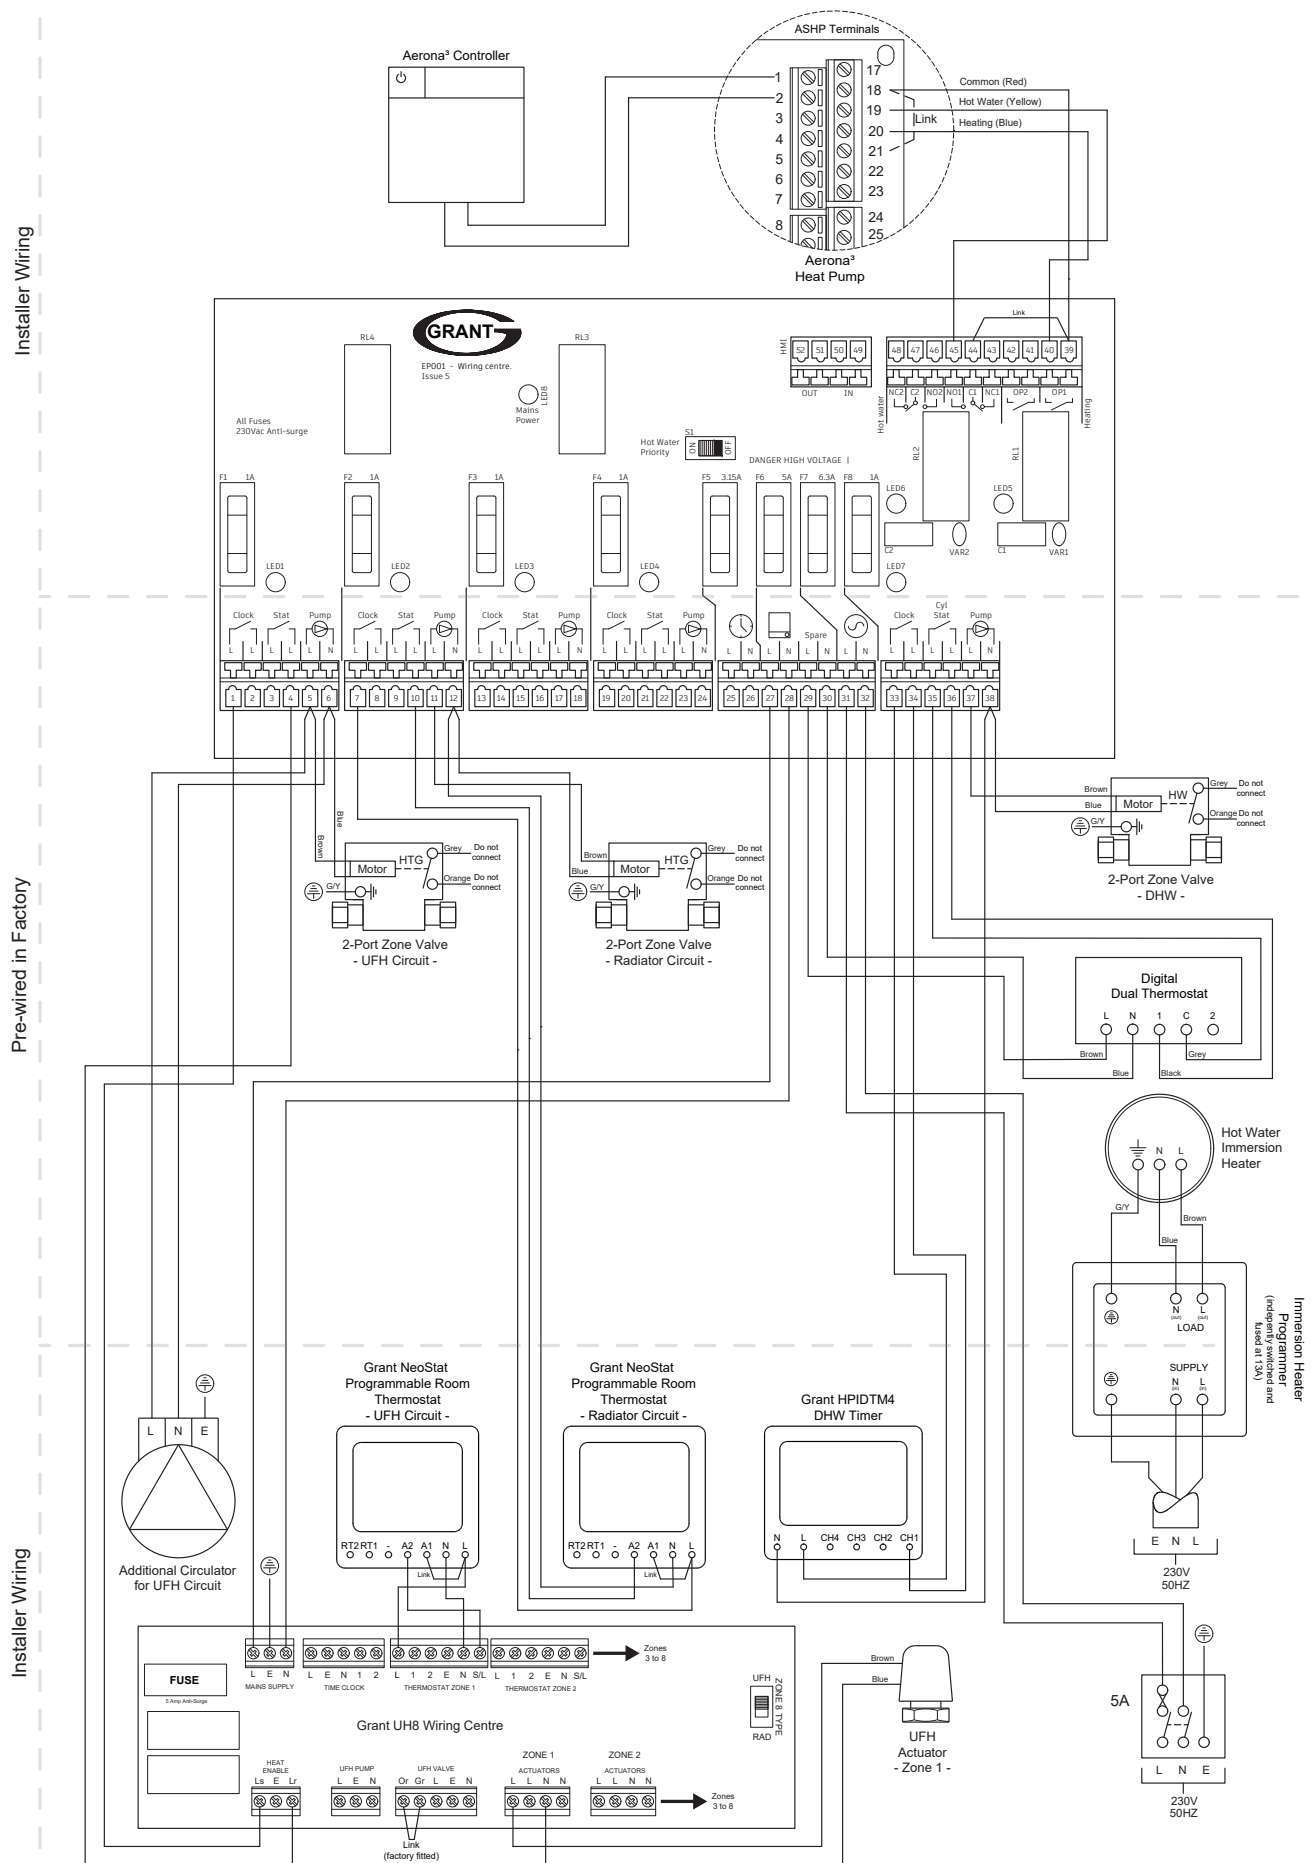 Installer Wiring
Pre-wired in Factory
Installer Wiring
Aerona³ Controller
ASHP Terminals
1
2
3
4
5
6
7
8
17
18
19
20
21
22
23
24
25
Link
Common (Red)
Hot Water (Yellow)
Heating (Blue)
Aerona³
Heat Pump
GRANT
EP001 - Wiring centre.
Issue 5
RL4
RL3
LED8
Mains
Power
All Fuses
230Vac Anti-surge
HMI
52 51 50 49
OUT IN
Link
48 47 46 45 44 43 42 41 40 39
NC2 C2 NO2 NO1 C1 NC1 OP2 OP1
Hot water
Heating
S1
Hot Water
Priority
ON
OFF
DANGER HIGH VOLTAGE |
RL2
RL1
F1 1A
F2 1A
F3 1A
F4 1A
F5 3.15A
F6 5A
F7 6.3A
F8 1A
LED6
LED5
C2
VAR2
C1
VAR1
LED1
LED2
LED3
LED4
LED7
Clock Stat Pump
Clock Stat Pump
Clock Stat Pump
Clock Stat Pump
Spare
Clock
Cyl
Stat
Pump
L L L L L N
L L L L L N
L L L L L N
L L L L L N
L N L N L N L N
L L L L L N
1 2 3 4 5 6
7 8 9 10 11 12
13 14 15 16 17 18
19 20 21 22 23 24
25 26 27 28 29 30 31 32
33 34 35 36 37 38
Brown
Blue
G/Y
Motor
HTG
Grey
Do not
connect
Orange
Do not
connect
2-Port Zone Valve
- UFH Circuit -
Brown
Blue
G/Y
Motor
HTG
Grey
Do not
connect
Orange
Do not
connect
2-Port Zone Valve
- Radiator Circuit -
Brown
Blue
G/Y
Motor
HW
Grey
Do not
connect
Orange
Do not
connect
2-Port Zone Valve
- DHW -
Digital
Dual Thermostat
L N 1 C 2
Brown
Grey
Blue
Black
Hot Water
Immersion
Heater
N L
G/Y
Brown
Blue
N
(out)
L
(out)
LOAD
SUPPLY
N
(in)
L
(in)
Immersion Heater
Programmer
(indepently switched and
fused at 13A)
E N L
230V
50HZ
L N E
Additional Circulator
for UFH Circuit
Grant NeoStat
Programmable Room
Thermostat
- UFH Circuit -
RT2 RT1 - A2 A1 N L
Link
Grant NeoStat
Programmable Room
Thermostat
- Radiator Circuit -
RT2 RT1 - A2 A1 N L
Link
Grant HPIDTM4
DHW Timer
N L CH4 CH3 CH2 CH1
FUSE
5 Amp Anti-Surge
L E N
MAINS SUPPLY
L E N 1 2
TIME CLOCK
L 1 2 E N S/L
THERMOSTAT ZONE 1
L 1 2 E N S/L
THERMOSTAT ZONE 2
Zones
3 to 8
UFH
RAD
ZONE 8 TYPE
Grant UH8 Wiring Centre
HEAT
ENABLE
Ls E Lr
UFH PUMP
L E N
UFH VALVE
Or Gr L E N
Link
(factory fitted)
ZONE 1
ACTUATORS
L L N N
ZONE 2
ACTUATORS
L L N N
Zones
3 to 8
Brown
Blue
UFH
Actuator
- Zone 1 -
5A
L N E
230V
50HZ